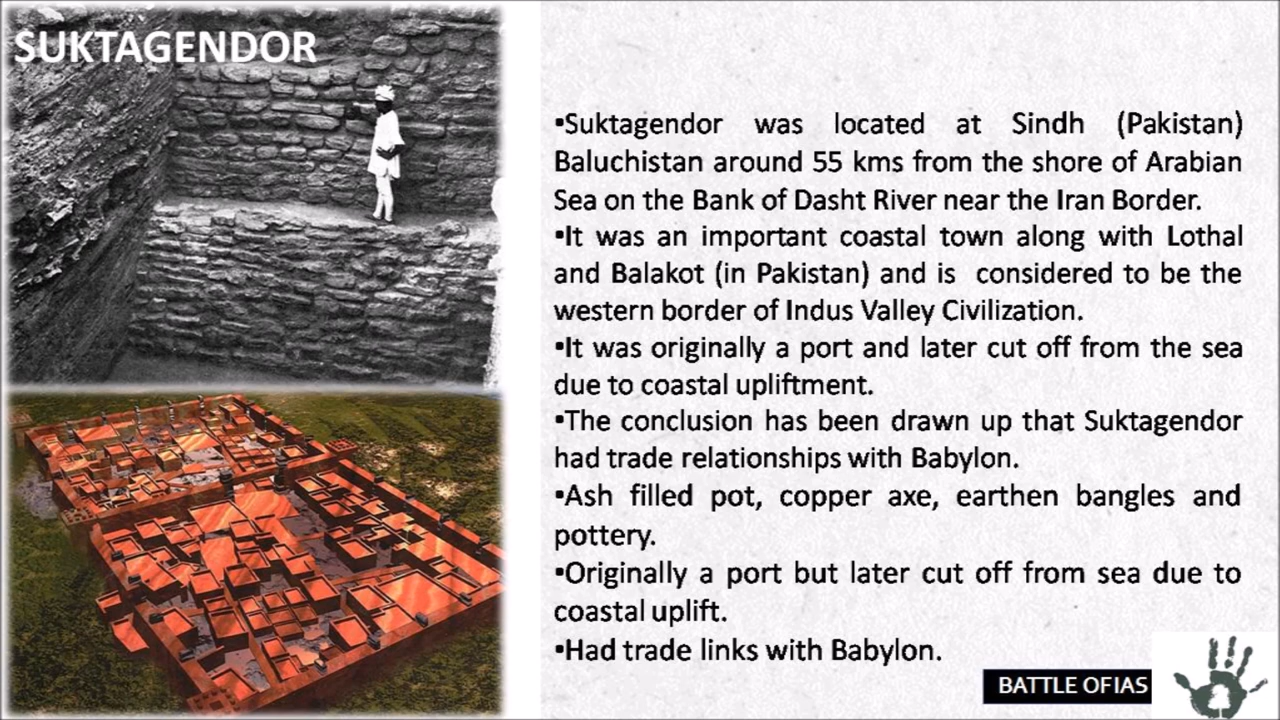 SUKTAGENDOR
•Suktagendor was located at Sindh (Pakistan)
Baluchistan around 55 kms from the shore of Arabian
Sea on the Bank of Dasht River near the Iran Border.
•It was an important coastal town along with Lothal
and Balakot (in Pakistan) and is considered to be the
western border of Indus Valley Civilization.
•It was originally a port and later cut off from the sea
due to coastal upliftment.
•The conclusion has been drawn up that Suktagendor
had trade relationships with Babylon.
•Ash filled pot, copper axe, earthen bangles and
pottery.
•Originally a port but later cut off from sea due to
coastal uplift.
•Had trade links with Babylon.
BATTLE OF IAS